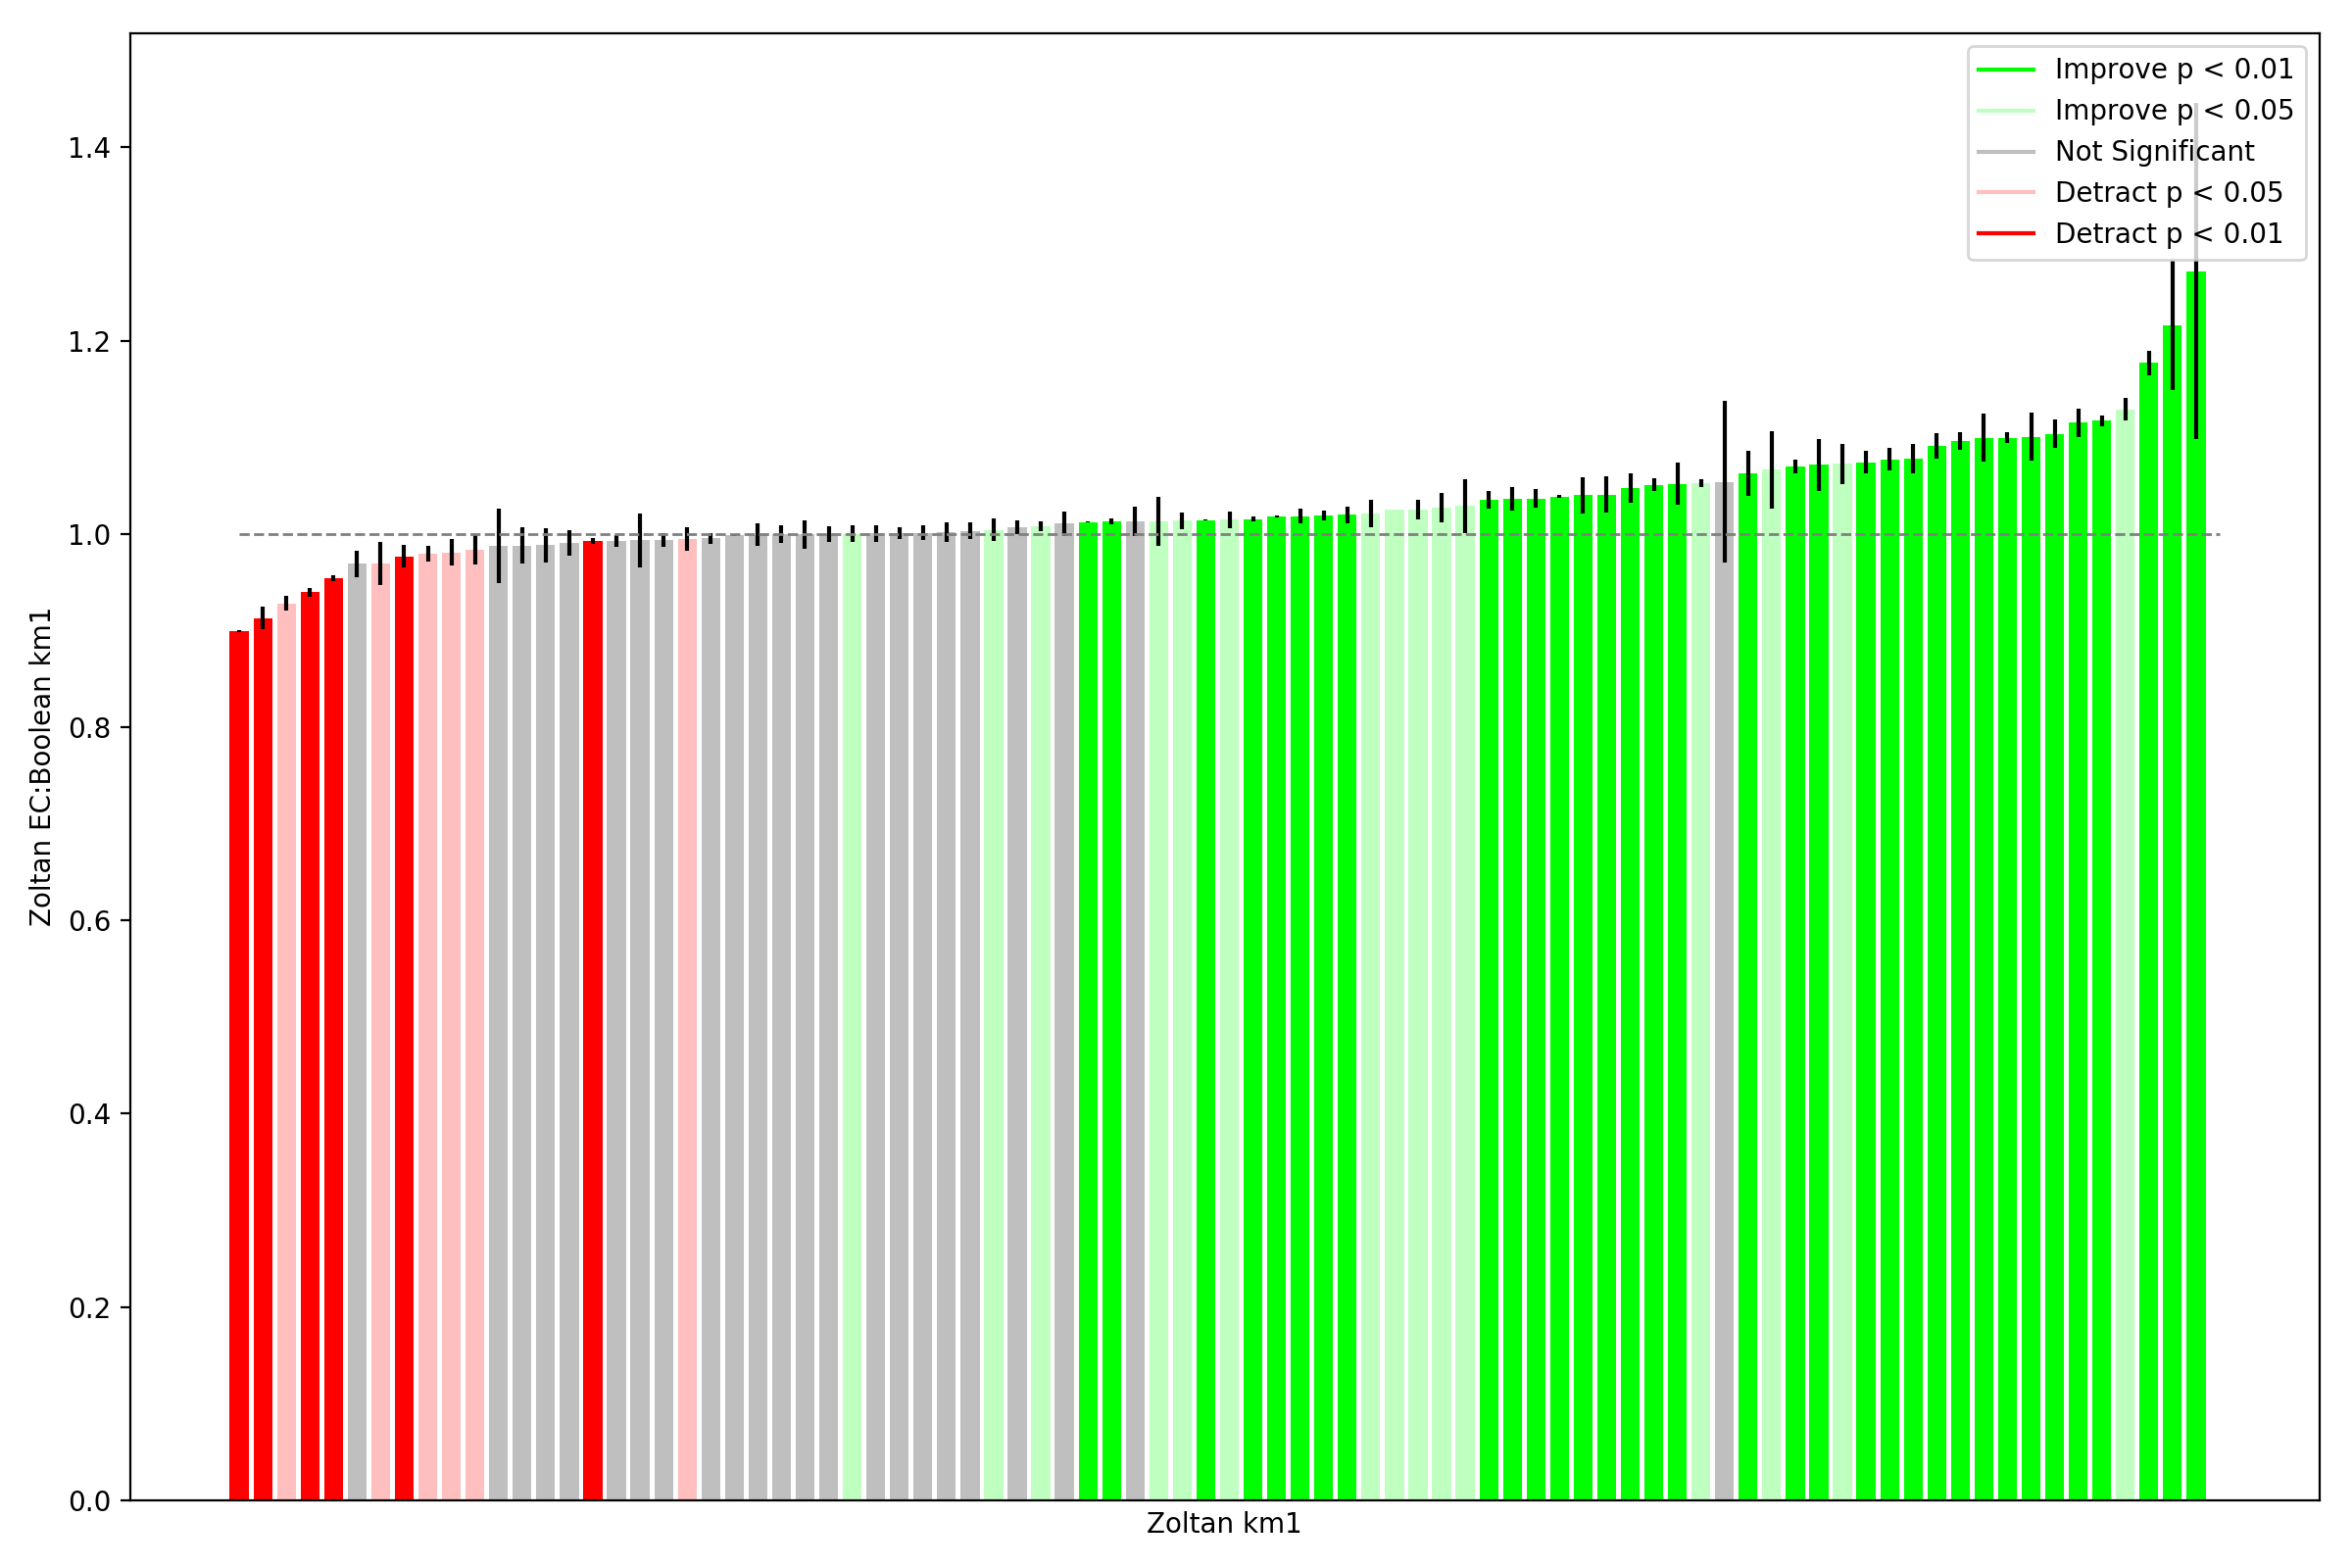 Improve p < 0.01
Improve p < 0.05
Not Significant
Detract p < 0.05
Detract p < 0.01
1.4
1.2
1.0
0.8
0.6
0.4
0.2
0.0
Zoltan EC:Boolean km1
Zoltan km1